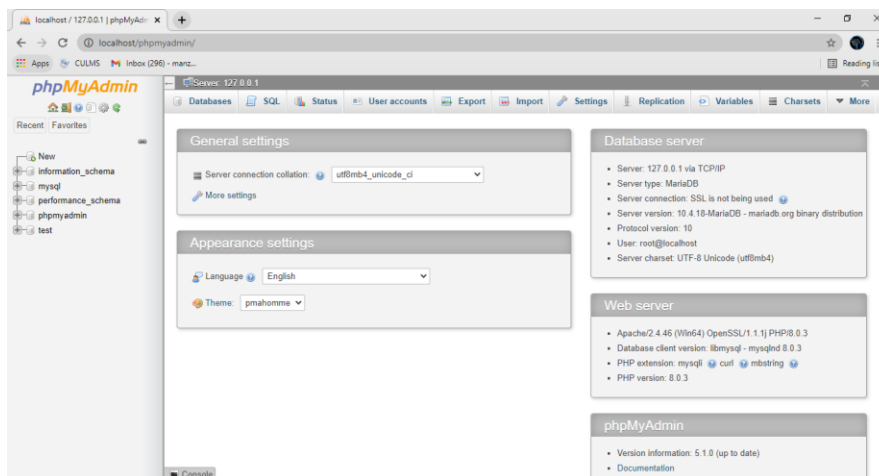 localhost / 127.0.0.1 | phpMyAdm
localhost/phpmyadmin/
Apps CULMS Inbox (296) - manz... Reading lis
phpMyAdmin
Recent Favorites
New
information_schema
mysql
performance_schema
phpmyadmin
test
Server: 127.0.0.1
Databases SQL Status User accounts Export Import Settings Replication Variables Charsets More
General settings
Server connection collation: utf8mb4_unicode_ci
More settings
Appearance settings
Language English
Theme: pmahomme
Database server
Server: 127.0.0.1 via TCP/IP
Server type: MariaDB
Server connection: SSL is not being used
Server version: 10.4.18-MariaDB - mariadb.org binary distribution
Protocol version: 10
User: root@localhost
Server charset: UTF-8 Unicode (utf8mb4)
Web server
Apache/2.4.46 (Win64) OpenSSL/1.1.1j PHP/8.0.3
Database client version: libmysql - mysqlnd 8.0.3
PHP extension: mysqli curl mbstring
PHP version: 8.0.3
phpMyAdmin
Version information: 5.1.0 (up to date)
Documentation
Console